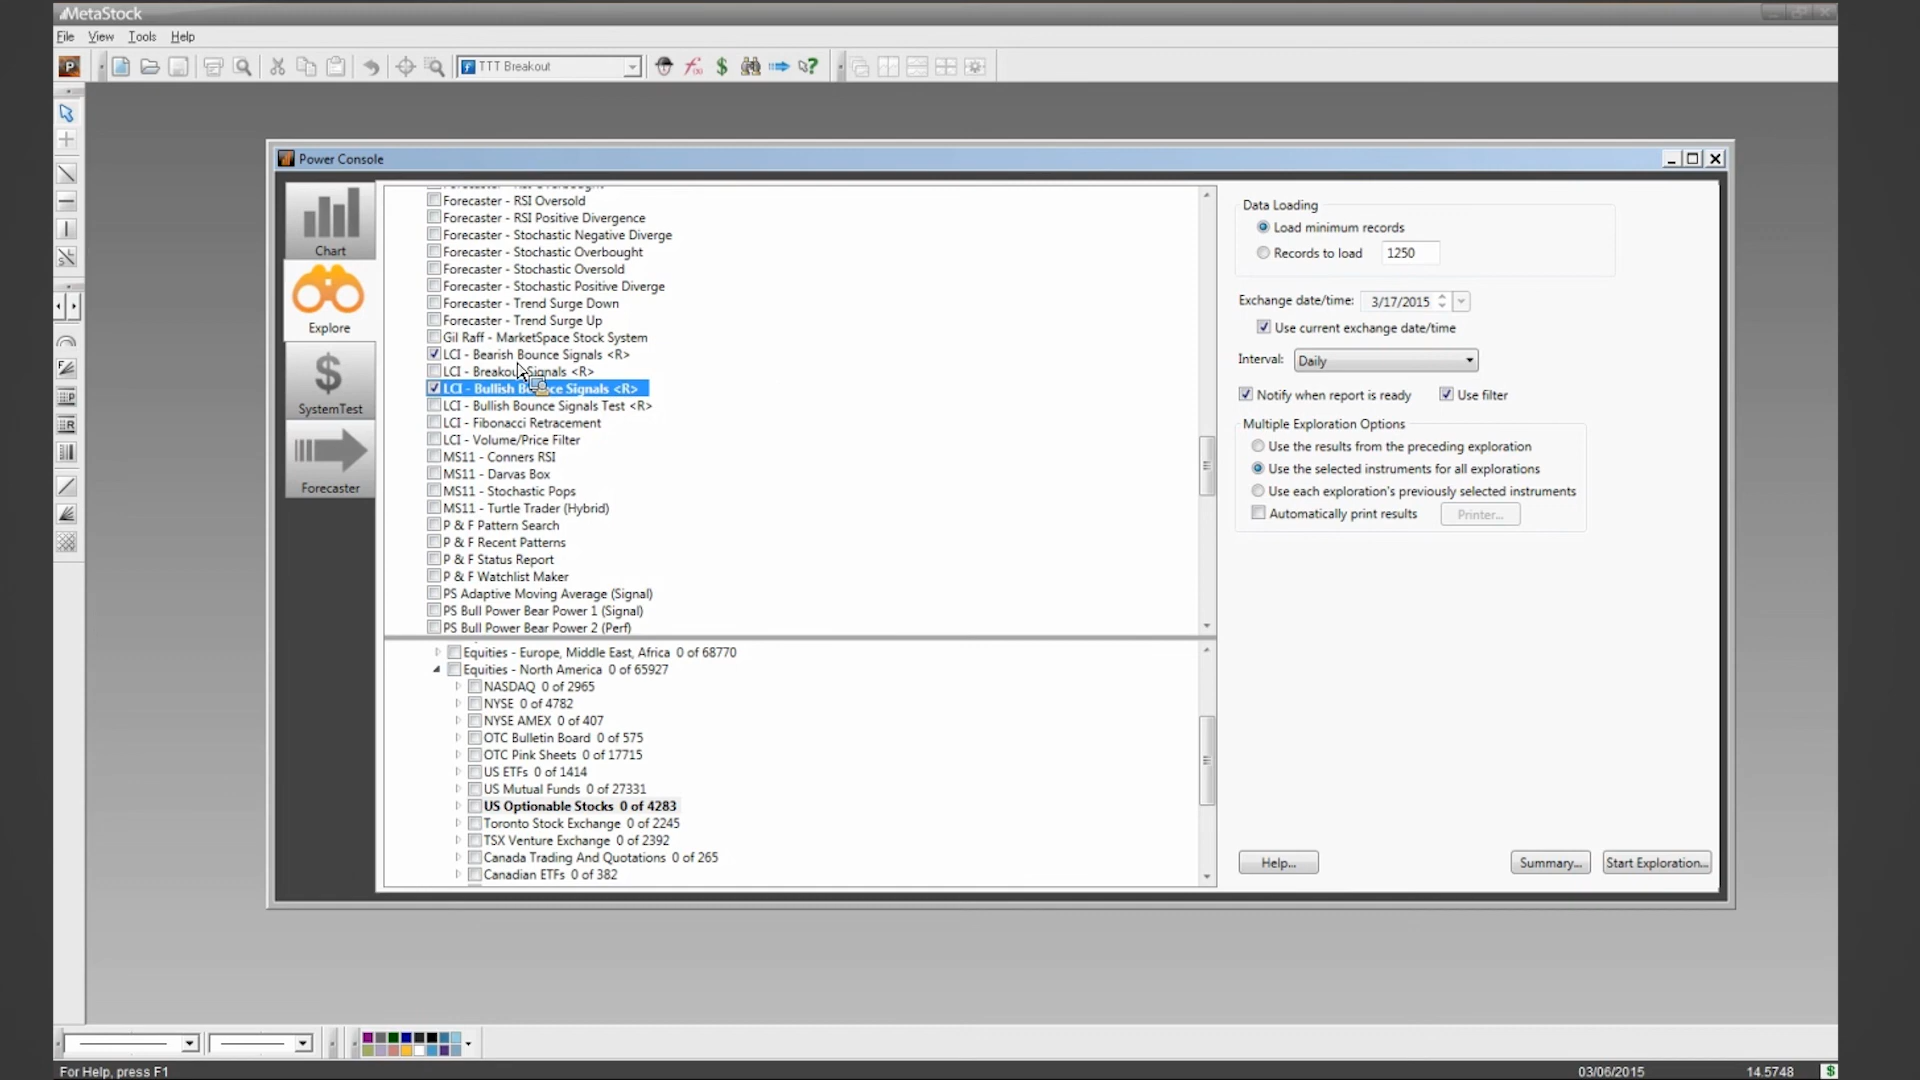 MetaStock
File View Tools Help
P
TTT Breakout
Power Console
Chart
Explore
SystemTest
Forecaster
Forecaster - RSI Overbought
Forecaster - RSI Oversold
Forecaster - RSI Positive Divergence
Forecaster - Stochastic Negative Diverge
Forecaster - Stochastic Overbought
Forecaster - Stochastic Oversold
Forecaster - Stochastic Positive Diverge
Forecaster - Trend Surge Down
Forecaster - Trend Surge Up
Gil Raff - MarketSpace Stock System
LCI - Bearish Bounce Signals <R>
LCI - Breakout Signals <R>
LCI - Bullish Bounce Signals <R>
LCI - Bullish Bounce Signals Test <R>
LCI - Fibonacci Retracement
LCI - Volume/Price Filter
MS11 - Conners RSI
MS11 - Darvas Box
MS11 - Stochastic Pops
MS11 - Turtle Trader (Hybrid)
P & F Pattern Search
P & F Recent Patterns
P & F Status Report
P & F Watchlist Maker
PS Adaptive Moving Average (Signal)
PS Bull Power Bear Power 1 (Signal)
PS Bull Power Bear Power 2 (Perf)
Equities - Europe, Middle East, Africa 0 of 68770
Equities - North America 0 of 65927
NASDAQ 0 of 2965
NYSE 0 of 4782
NYSE AMEX 0 of 407
OTC Bulletin Board 0 of 575
OTC Pink Sheets 0 of 17715
US ETFs 0 of 1414
US Mutual Funds 0 of 27331
US Optionable Stocks 0 of 4283
Toronto Stock Exchange 0 of 2245
TSX Venture Exchange 0 of 2392
Canada Trading And Quotations 0 of 265
Canadian ETFs 0 of 382
Data Loading
Load minimum records
Records to load 1250
Exchange date/time: 3/17/2015
Use current exchange date/time
Interval: Daily
Notify when report is ready Use filter
Multiple Exploration Options
Use the results from the preceding exploration
Use the selected instruments for all explorations
Use each exploration's previously selected instruments
Automatically print results Printer...
Help... Summary... Start Exploration...
For Help, press F1 03/06/2015 14.5748 $